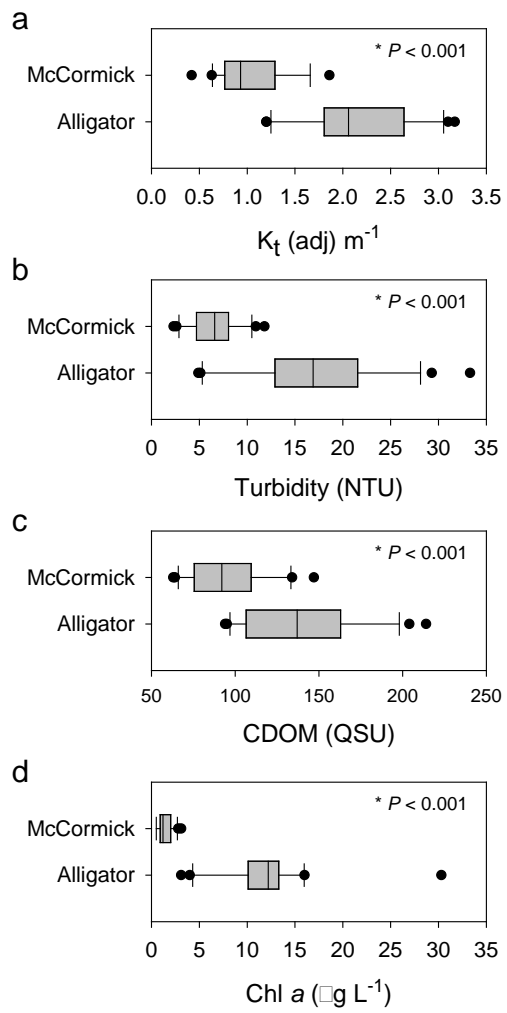 a
* P < 0.001
McCormick
Alligator
0.0 0.5 1.0 1.5 2.0 2.5 3.0 3.5
Kt (adj) m-1
b
* P < 0.001
McCormick
Alligator
0 5 10 15 20 25 30 35
Turbidity (NTU)
c
* P < 0.001
McCormick
Alligator
50 100 150 200 250
CDOM (QSU)
d
* P < 0.001
McCormick
Alligator
0 5 10 15 20 25 30 35
Chl a (□g L-1)